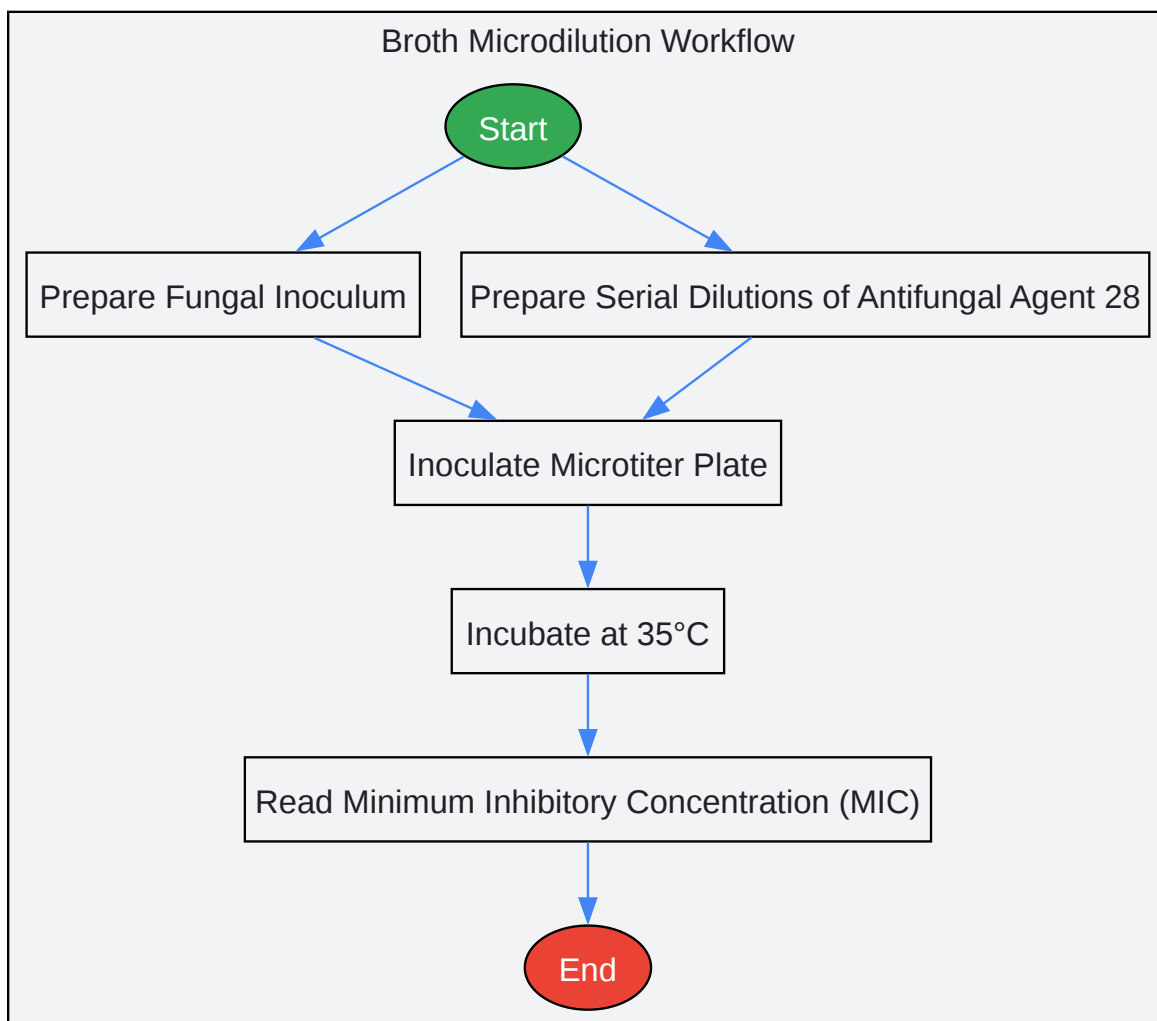 Broth Microdilution Workflow
Start
Prepare Fungal Inoculum
Prepare Serial Dilutions of Antifungal Agent 28
Inoculate Microtiter Plate
Incubate at 35°C
Read Minimum Inhibitory Concentration (MIC)
End